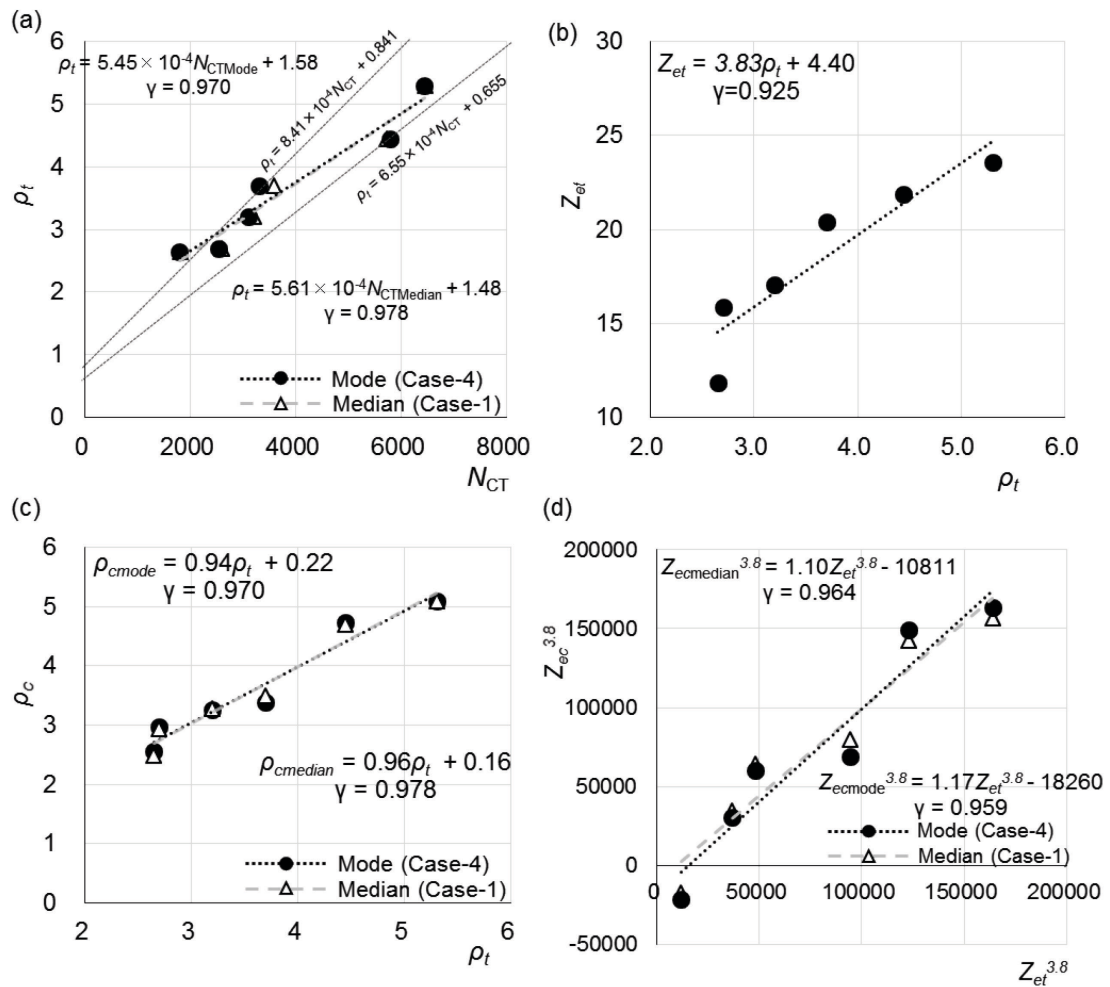 (a)
6
5
4
3
2
1
0
ρt
ρt = 5.45 × 10-4NCTMode + 1.58
γ = 0.970
ρt = 8.41 × 10-4NCT + 0.841
ρt = 6.55 × 10-4NCT + 0.655
ρt = 5.61 × 10-4NCTMedian + 1.48
γ = 0.978
Mode (Case-4)
Median (Case-1)
0 2000 4000 6000 8000
NCT
(b)
30
25
20
15
10
Zet
Zet = 3.83ρt + 4.40
γ=0.925
2.0 3.0 4.0 5.0 6.0
ρt
(c)
6
5
4
3
2
1
0
ρc
ρcmode = 0.94ρt + 0.22
γ = 0.970
ρcmedian = 0.96ρt + 0.16
γ = 0.978
Mode (Case-4)
Median (Case-1)
2 3 4 5 6
ρt
(d)
200000
150000
100000
50000
0
-50000
Zec3.8
Zecmedian3.8 = 1.10Zet3.8 - 10811
γ = 0.964
Zecmode3.8 = 1.17Zet3.8 - 18260
γ = 0.959
Mode (Case-4)
Median (Case-1)
0 50000 100000 150000 200000
Zet3.8